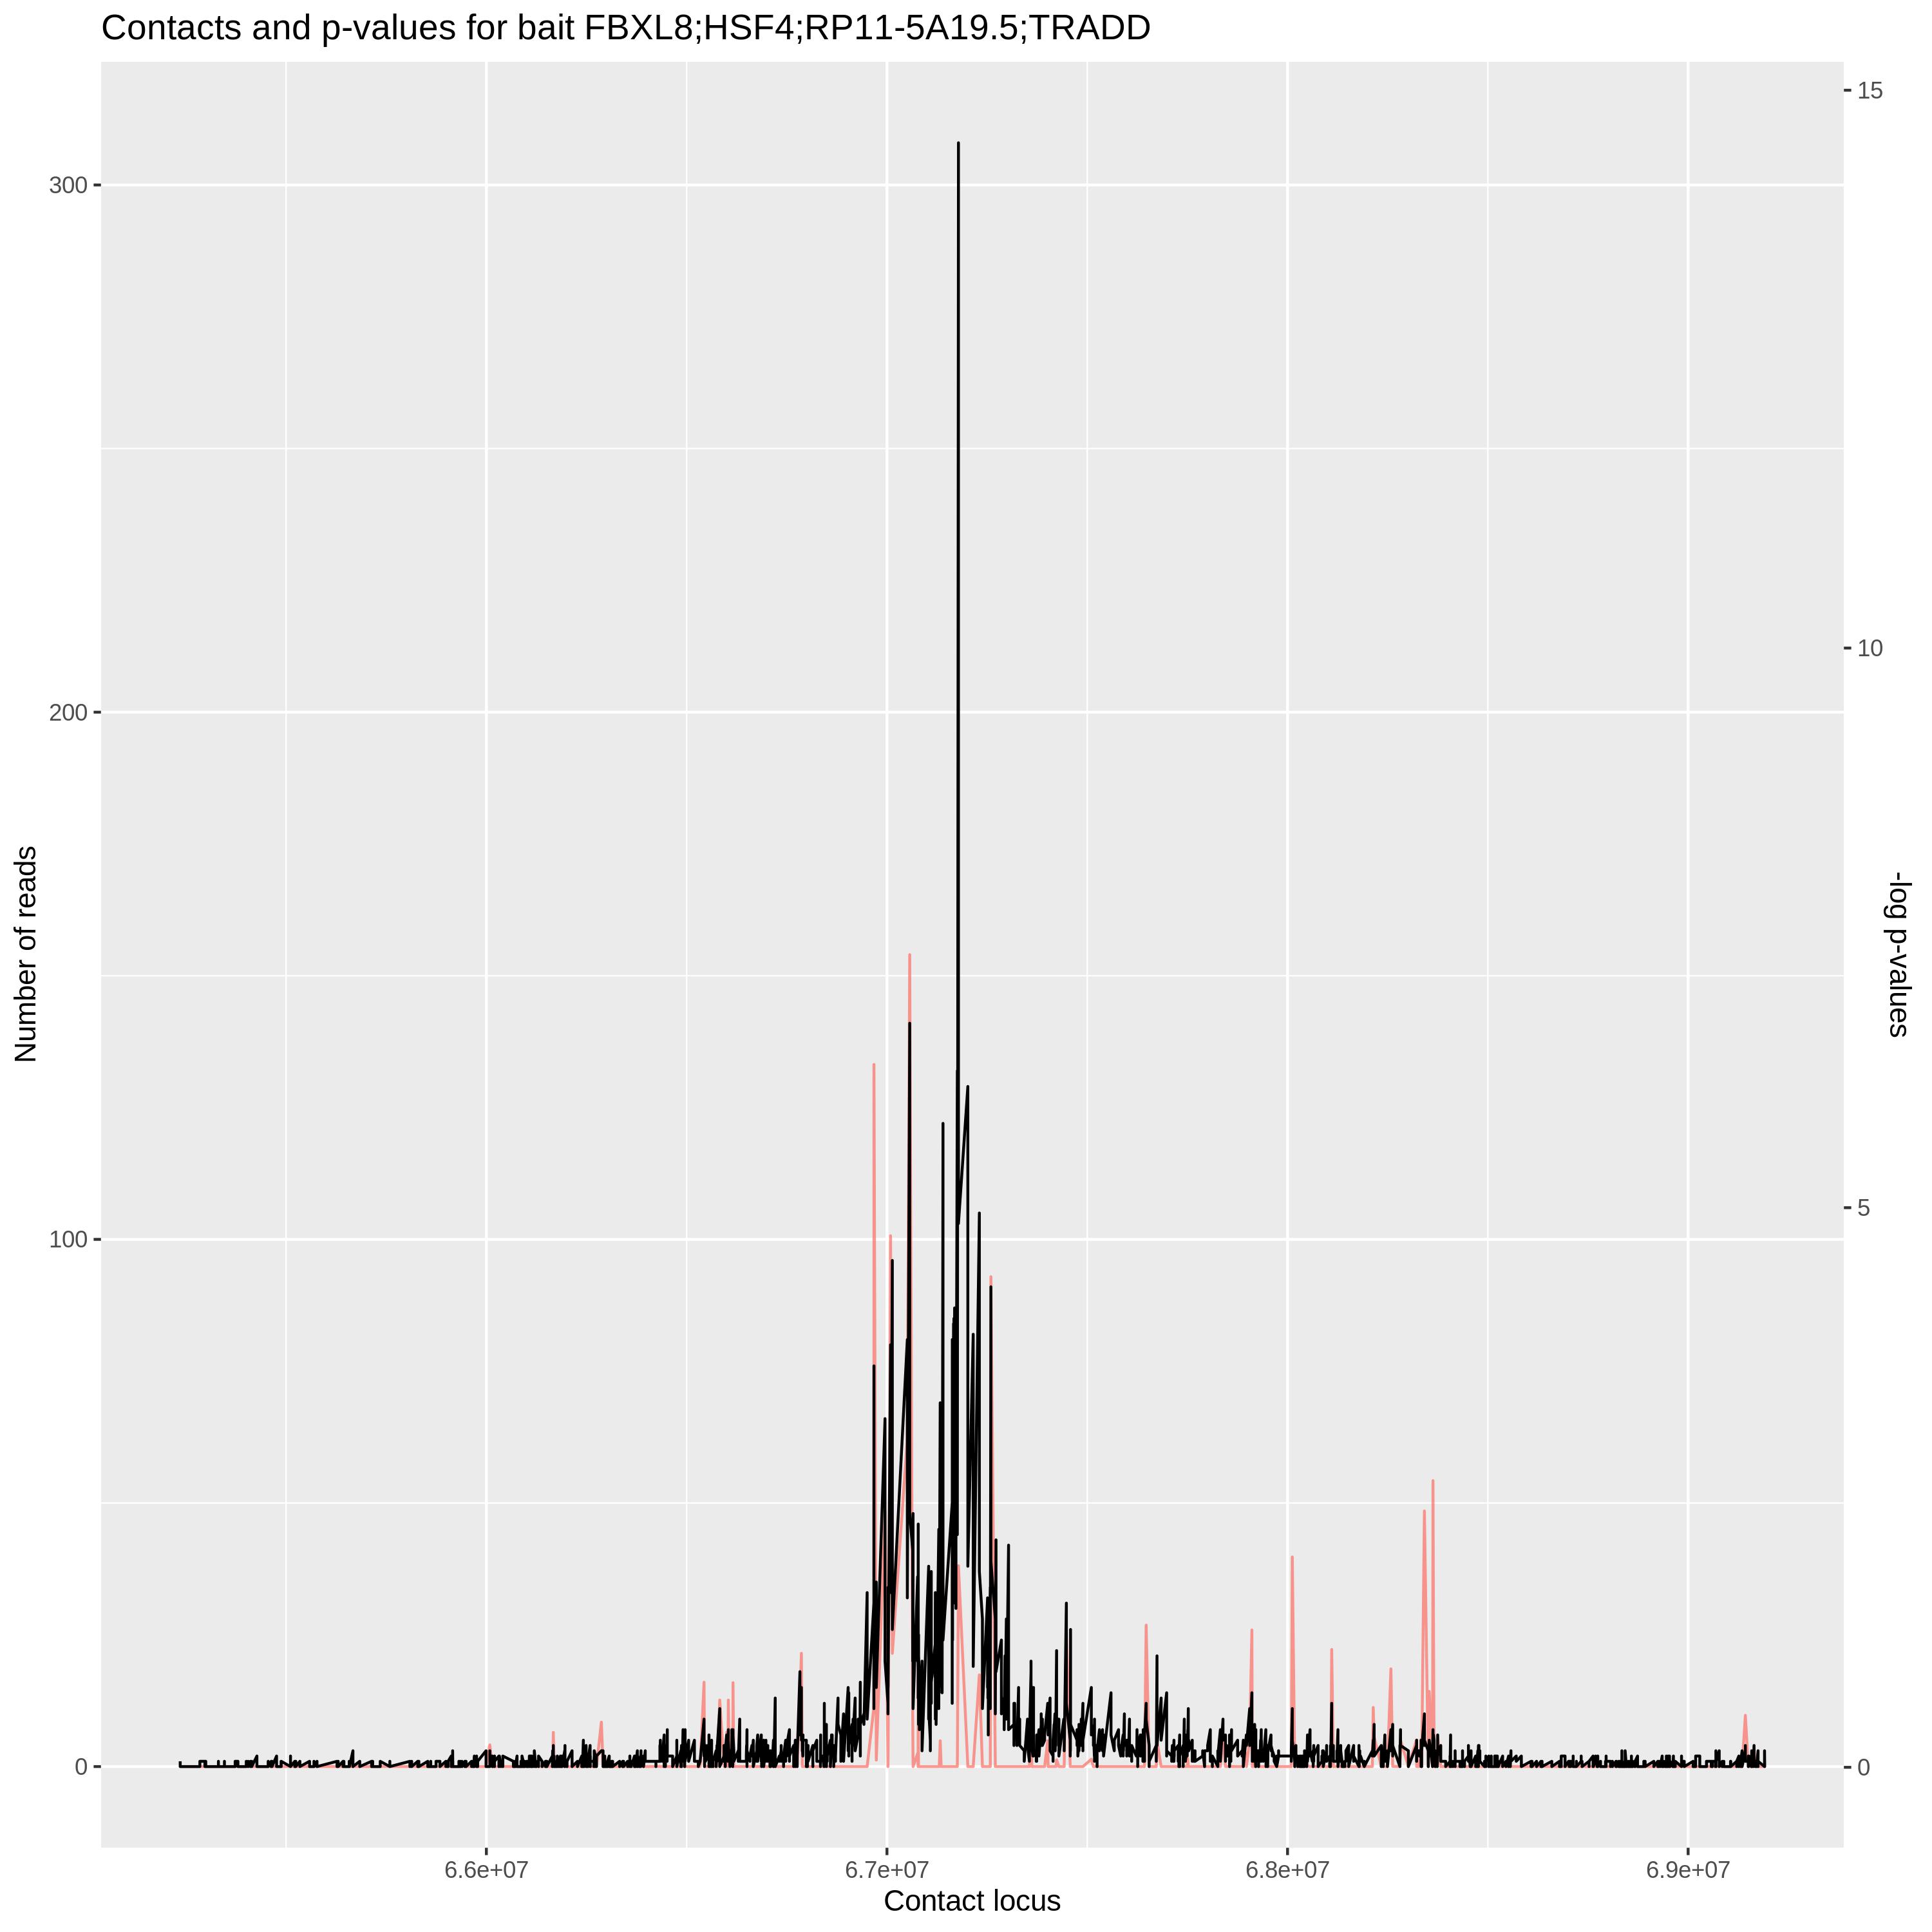 Contacts and p-values for bait FBXL8;HSF4;RP11-5A19.5;TRADD
300
200
100
0
Number of reads
15
10
5
0
-log p-values
6.6e+07
6.7e+07
6.8e+07
6.9e+07
Contact locus